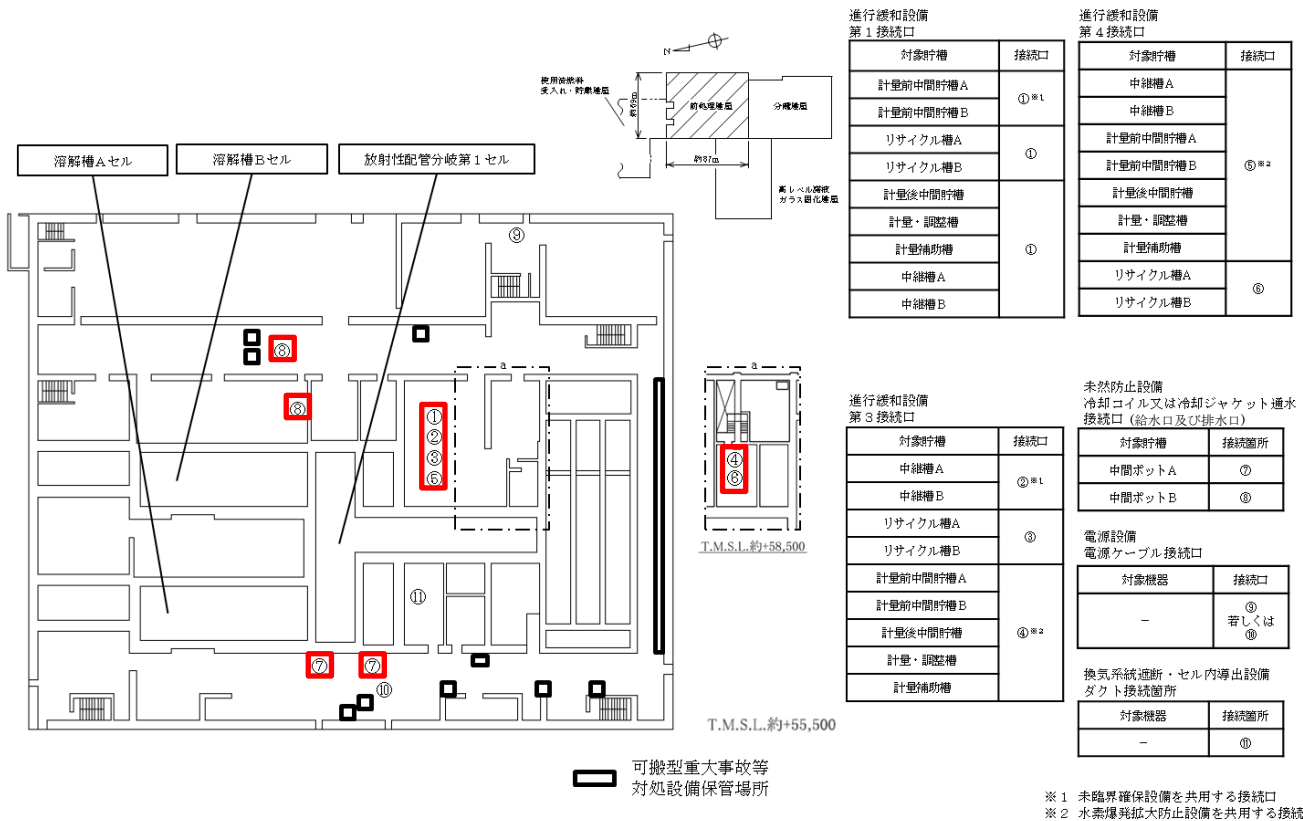 溶解槽Aセル
溶解槽Bセル
放射性配管分岐第1セル
N
使用済燃料
受入れ・貯蔵建屋
約69m
前処理建屋
分離建屋
約87m
高レベル廃液
ガラス固化建屋
⑨
⑧
⑧
①
②
③
⑥
a
⑪
⑦
⑦
⑩
T.M.S.L.約+55,500
a
④
⑥
T.M.S.L.約+58,500
可搬型重大事故等
対処設備保管場所
進行緩和設備
第1接続口
対象貯槽 接続口
計量前中間貯槽A
計量前中間貯槽B
①※1
リサイクル槽A
リサイクル槽B
①
計量後中間貯槽
計量・調整槽
計量補助槽
中継槽A
中継槽B
①
進行緩和設備
第4接続口
対象貯槽 接続口
中継槽A
中継槽B
計量前中間貯槽A
計量前中間貯槽B
計量後中間貯槽
計量・調整槽
計量補助槽
⑤※2
リサイクル槽A
リサイクル槽B
⑥
進行緩和設備
第3接続口
対象貯槽 接続口
中継槽A
中継槽B
②※1
リサイクル槽A
リサイクル槽B
③
計量前中間貯槽A
計量前中間貯槽B
計量後中間貯槽
計量・調整槽
計量補助槽
④※2
未然防止設備
冷却コイル又は冷却ジャケット通水
接続口(給水口及び排水口)
対象貯槽 接続箇所
中間ポットA ⑦
中間ポットB ⑧
電源設備
電源ケーブル接続口
対象機器 接続口
－ ⑨
若しくは
⑩
換気系統遮断・セル内導出設備
ダクト接続箇所
対象機器 接続箇所
－ ⑪
※1 未臨界確保設備を共用する接続口
※2 水素爆発拡大防止設備を共用する接続